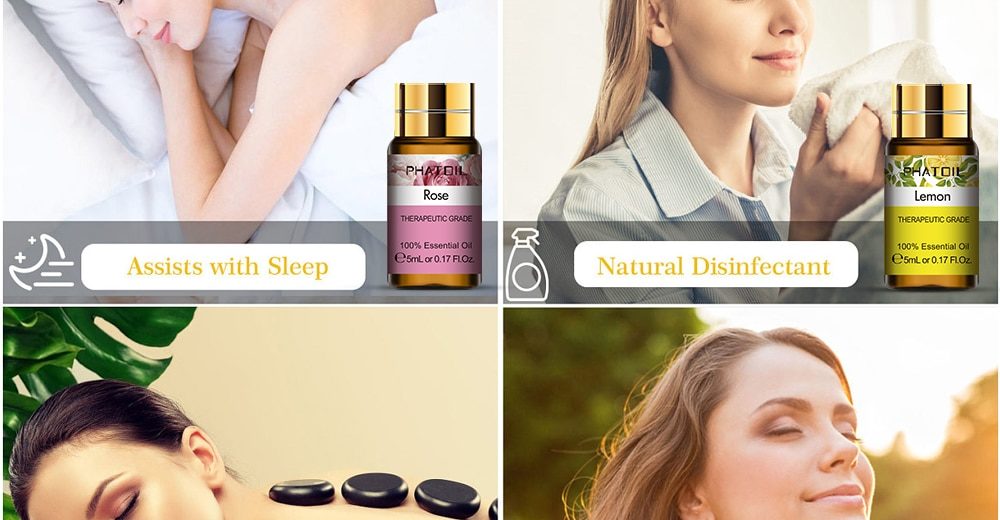 PHATOIL
Rose
THERAPEUTIC GRADE
100% Essential Oil
℮5mL or 0.17 Fl.Oz.
Assists with Sleep
PHATOIL
Lemon
THERAPEUTIC GRADE
100% Essential Oil
℮5mL or 0.17 Fl.Oz.
Natural Disinfectant